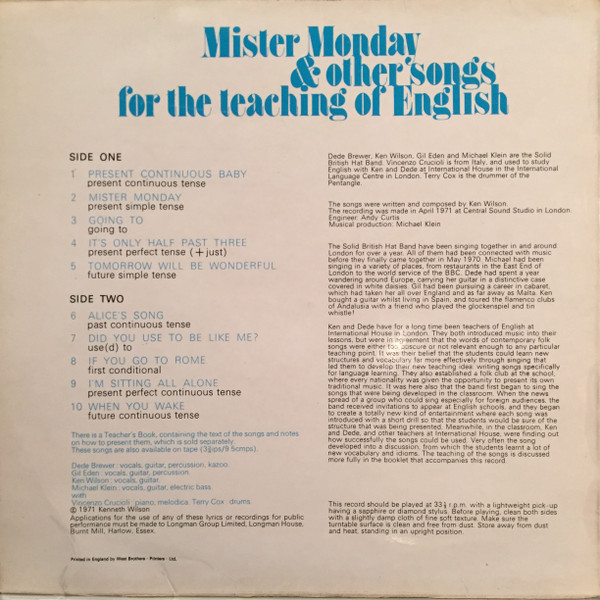 Mister Monday
& other songs
for the teaching of English
SIDE ONE
1 PRESENT CONTINUOUS BABY
present continuous tense
2 MISTER MONDAY
present simple tense
3 GOING TO
going to
4 IT'S ONLY HALF PAST THREE
present perfect tense (+just)
5 TOMORROW WILL BE WONDERFUL
future simple tense
SIDE TWO
6 ALICE'S SONG
past continuous tense
7 DID YOU USE TO BE LIKE ME?
use(d) to
8 IF YOU GO TO ROME
first conditional
9 I'M SITTING ALL ALONE
present perfect continuous tense
10 WHEN YOU WAKE
future continuous tense
There is a Teacher's Book, containing the text of the songs and notes
on how to present them, which is sold separately.
These songs are also available on tape (3¾ips/9.5cmps).
Dede Brewer: vocals, guitar, percussion, kazoo.
Gil Eden: vocals, guitar, percussion.
Ken Wilson: vocals, guitar.
Michael Klein: vocals, guitar, electric bass.
with
Vincenzo Crucioli: piano, melodica, Terry Cox: drums.
© 1971 Kenneth Wilson
Applications for the use of any of these lyrics or recordings for public
performance must be made to Longman Group Limited, Longman House,
Burnt Mill, Harlow, Essex.
Printed in England by West Brothers · Printers · Ltd.
Dede Brewer, Ken Wilson, Gil Eden and Michael Klein are the Solid
British Hat Band. Vincenzo Crucioli is from Italy, and used to study
English with Ken and Dede at International House in the International
Language Centre in London. Terry Cox is the drummer of the
Pentangle.
The songs were written and composed by Ken Wilson.
The recording was made in April 1971 at Central Sound Studio in London.
Engineer: Andy Curtis
Musical production: Michael Klein
The Solid British Hat Band have been singing together in and around
London for over a year. All of them had been connected with music
before they finally came together in May 1970. Michael had been
singing in a variety of places, from restaurants in the East End of
London to the world service of the BBC. Dede had spent a year
wandering around Europe, carrying her guitar in a distinctive case
covered in white daisies. Gil had been pursuing a career in cabaret,
which had taken her all over England and as far away as Malta. Ken
bought a guitar whilst living in Spain, and toured the flamenco clubs
of Andalusia with a friend who played the glockenspiel and tin
whistle!
Ken and Dede have for a long time been teachers of English at
International House in London. They both introduced music into their
lessons, but were in agreement that the words of contemporary folk
songs were either too obscure or not relevant enough to any particular
teaching point. It was their belief that the students could learn new
structures and vocabulary far more effectively through singing that
led them to develop their new teaching idea: writing songs specifically
for language learning. They also established a folk club at the school,
where every nationality was given the opportunity to present its own
traditional music. It was here also that the band first began to sing the
songs that were being developed in the classroom. When the news
spread of a group who could sing especially for foreign audiences, the
band received invitations to appear at English schools, and they began
to create a totally new kind of entertainment where each song was
introduced with a short drill so that the students would be sure of the
structure that was being presented. Meanwhile, in the classroom, Ken
and Dede, and other teachers at International House, were finding out
how successfully the songs could be used. Very often the song
developed into a discussion, from which the students learnt a lot of
new vocabulary and idioms. The teaching of the songs is discussed
more fully in the booklet that accompanies this record.
This record should be played at 33⅓ r.p.m. with a lightweight pick-up
having a sapphire or diamond stylus. Before playing, clean both sides
with a slightly damp cloth of fine soft texture. Make sure the
turntable surface is clean and free from dust. Store away from dust
and heat, standing in an upright position.